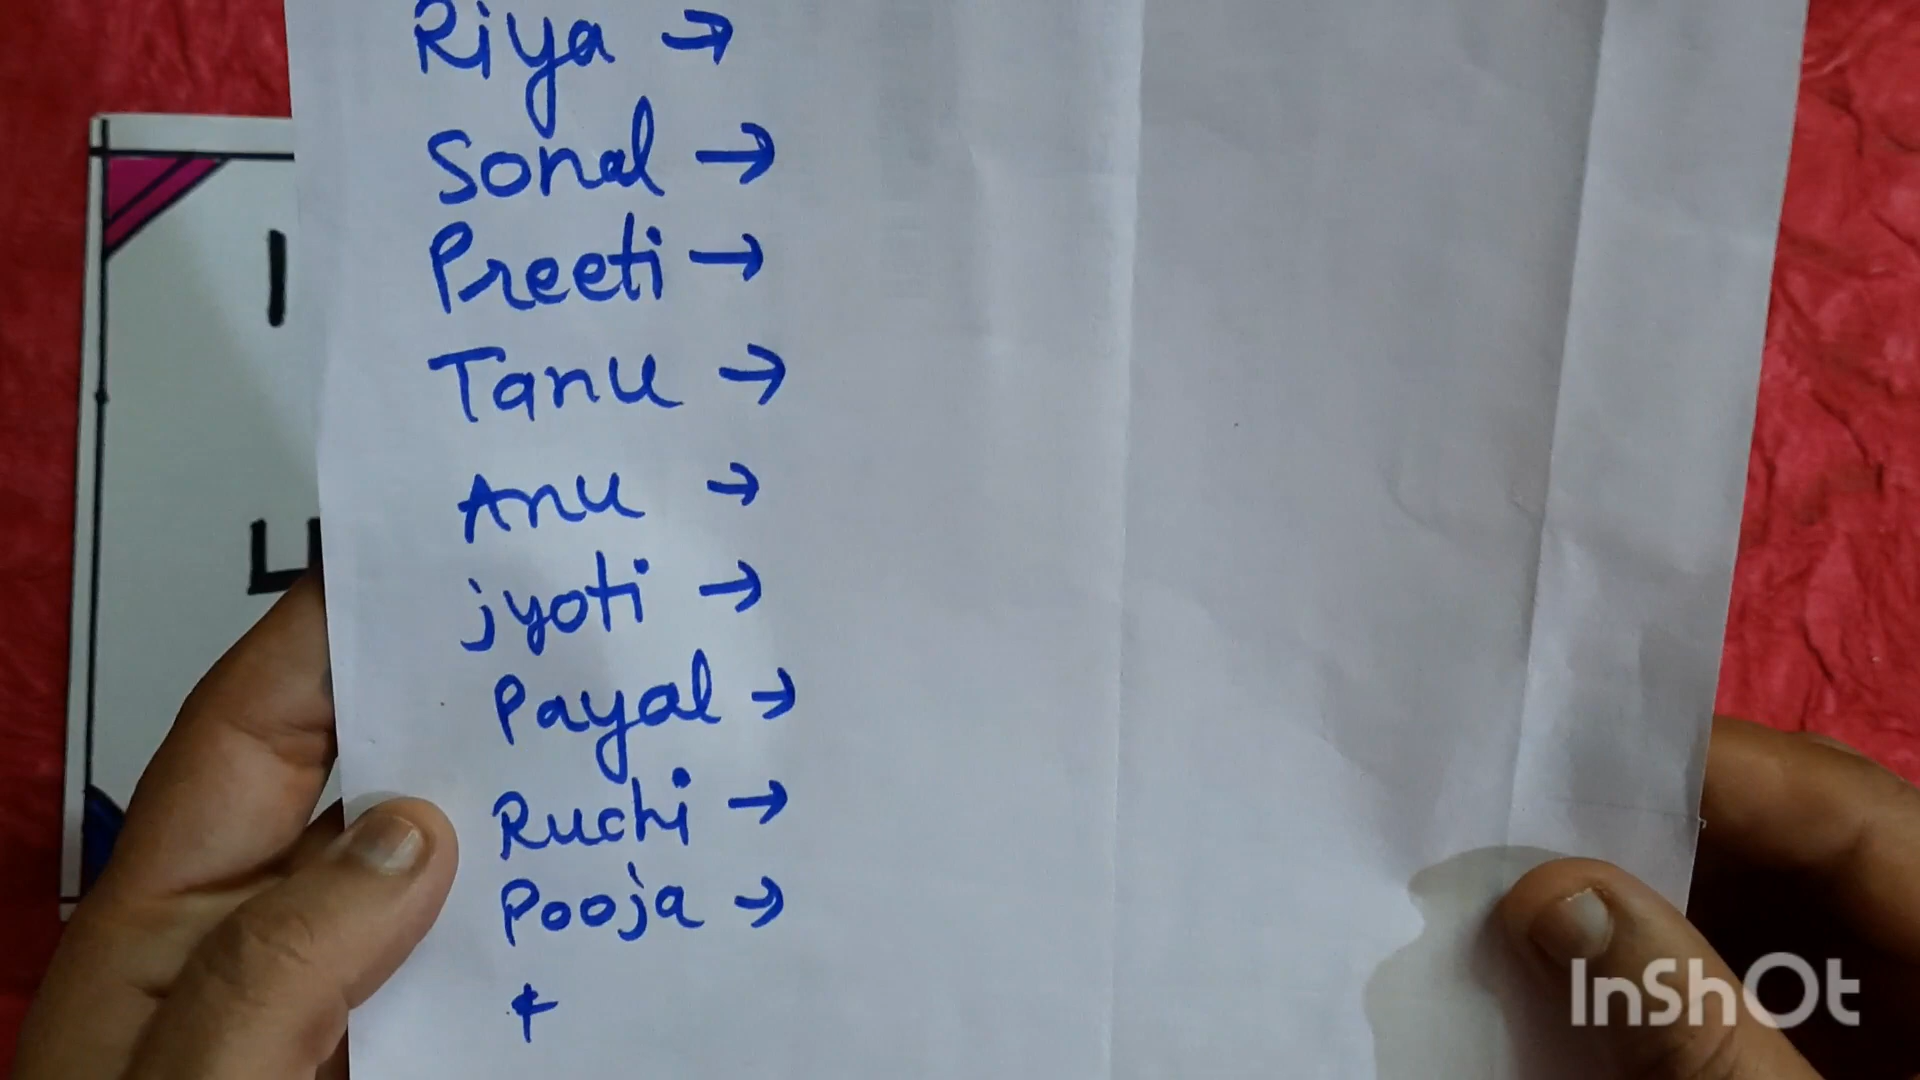 Riya →
Sonal →
Preeti →
Tanu →
Anu →
jyoti →
Payal →
Ruchi →
Pooja →
InShOt